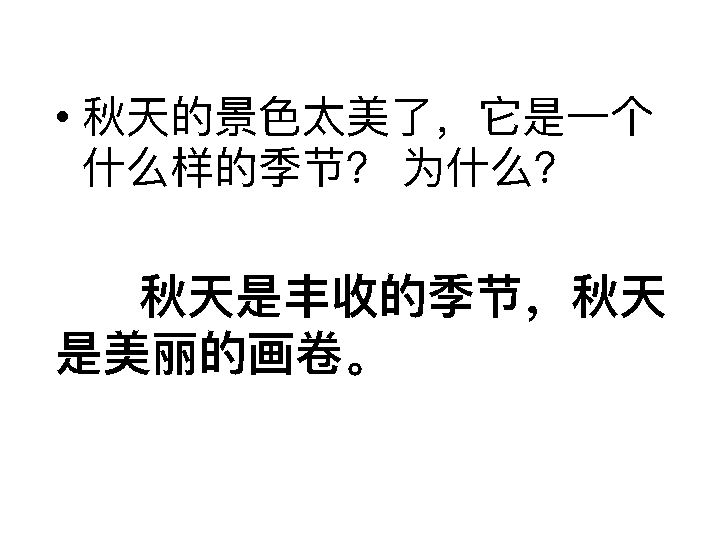 • 秋天的景色太美了，它是一个
什么样的季节？ 为什么？
秋天是丰收的季节，秋天
是美丽的画卷。